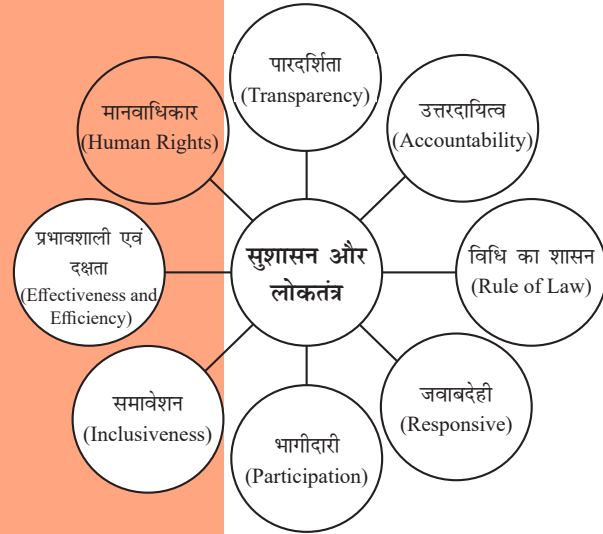 पारदर्शिता
(Transparency)
उत्तरदायित्व
(Accountability)
विधि का शासन
(Rule of Law)
जवाबदेही
(Responsive)
भागीदारी
(Participation)
समावेशन
(Inclusiveness)
प्रभावशाली एवं
दक्षता
(Effectiveness and
Efficiency)
मानवाधिकार
(Human Rights)
सुशासन और
लोकतंत्र